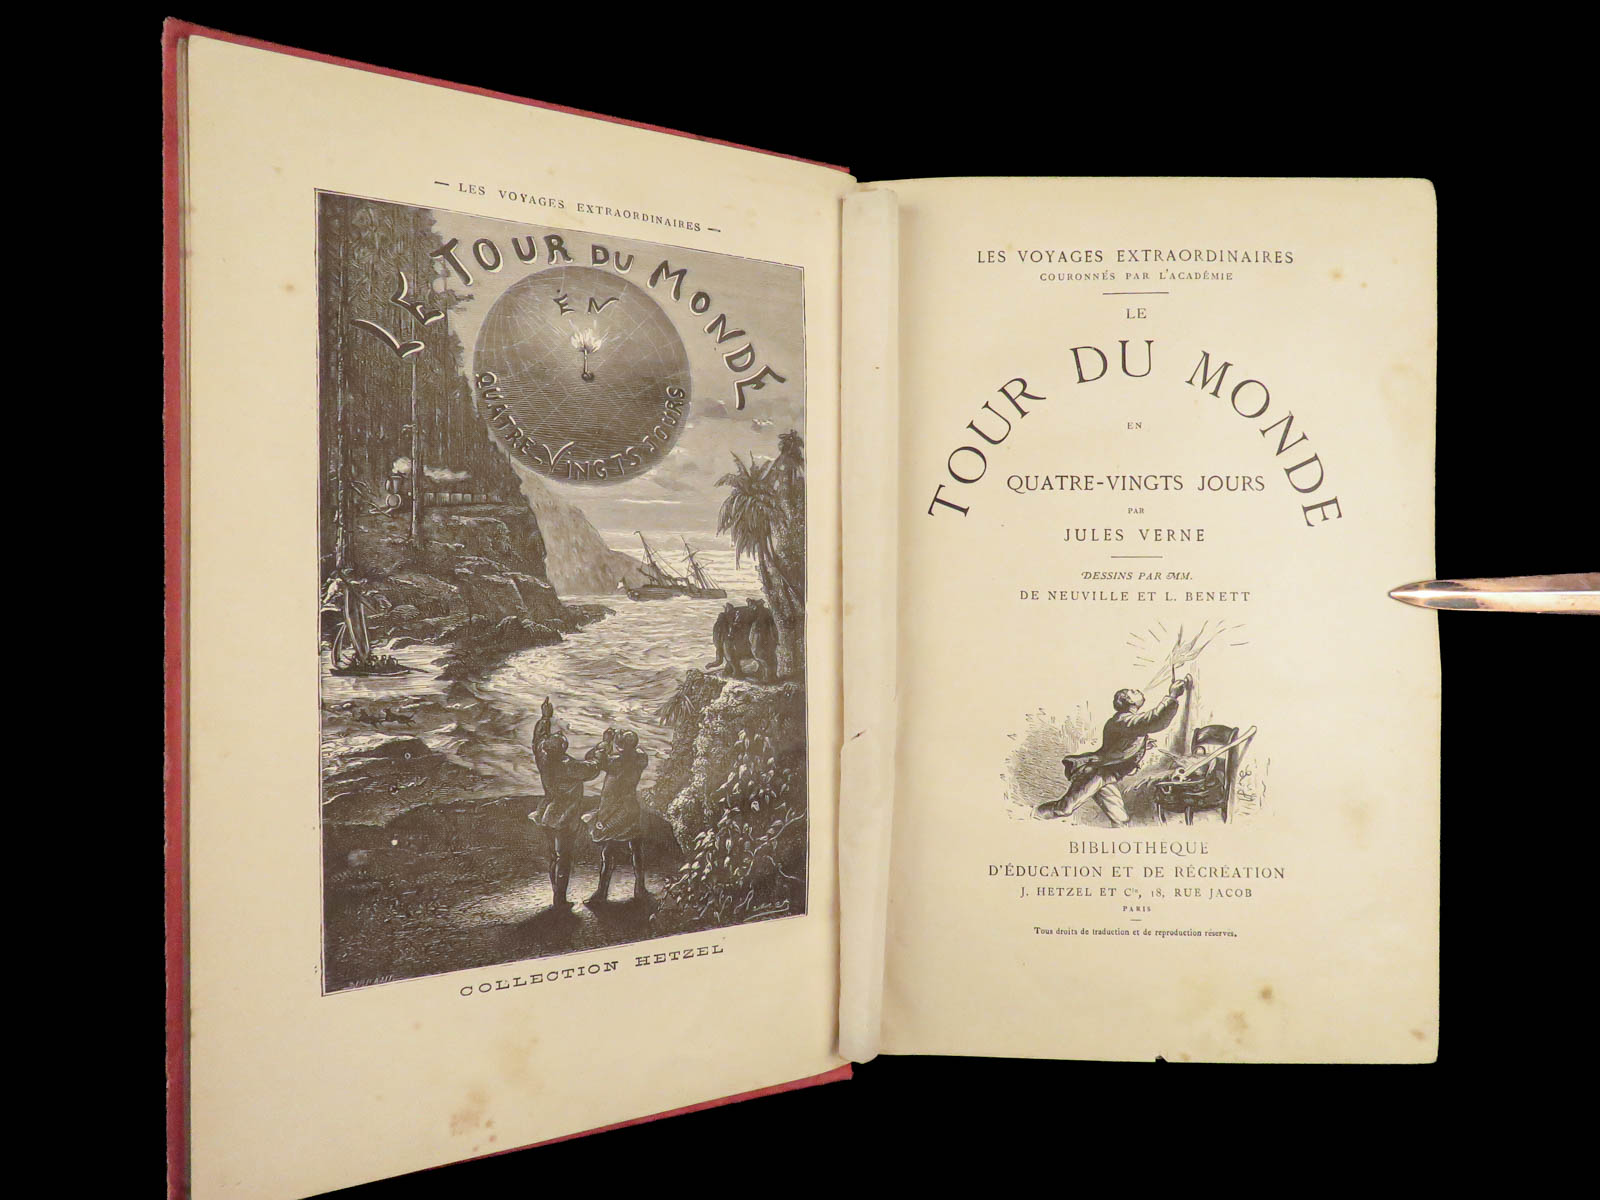 — LES VOYAGES EXTRAORDINAIRES —
LE TOUR DU MONDE
EN
QUATRE-VINGTS JOURS
COLLECTION HETZEL
LES VOYAGES EXTRAORDINAIRES
COURONNÉS PAR L'ACADÉMIE
LE
TOUR DU MONDE
EN
QUATRE-VINGTS JOURS
PAR
JULES VERNE
DESSINS PAR MM.
DE NEUVILLE ET L. BENETT
BIBLIOTHÈQUE
D'ÉDUCATION ET DE RÉCRÉATION
J. HETZEL ET Cie, 18, RUE JACOB
PARIS
Tous droits de traduction et de reproduction réservés.